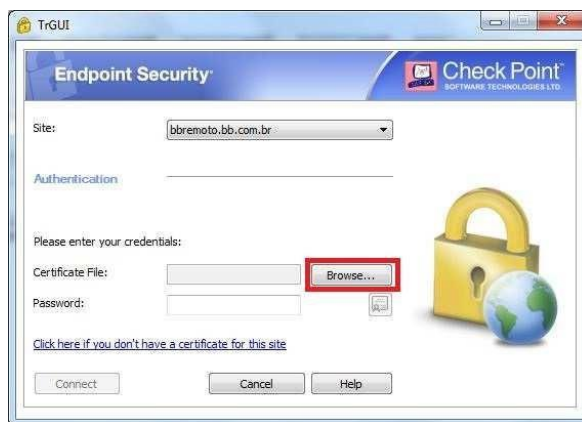 TrGUI
Endpoint Security
Check Point
SOFTWARE TECHNOLOGIES LTD.
Site:
bbremoto.bb.com.br
Authentication
Please enter your credentials:
Certificate File:
Browse...
Password:
Click here if you don't have a certificate for this site
Connect
Cancel
Help